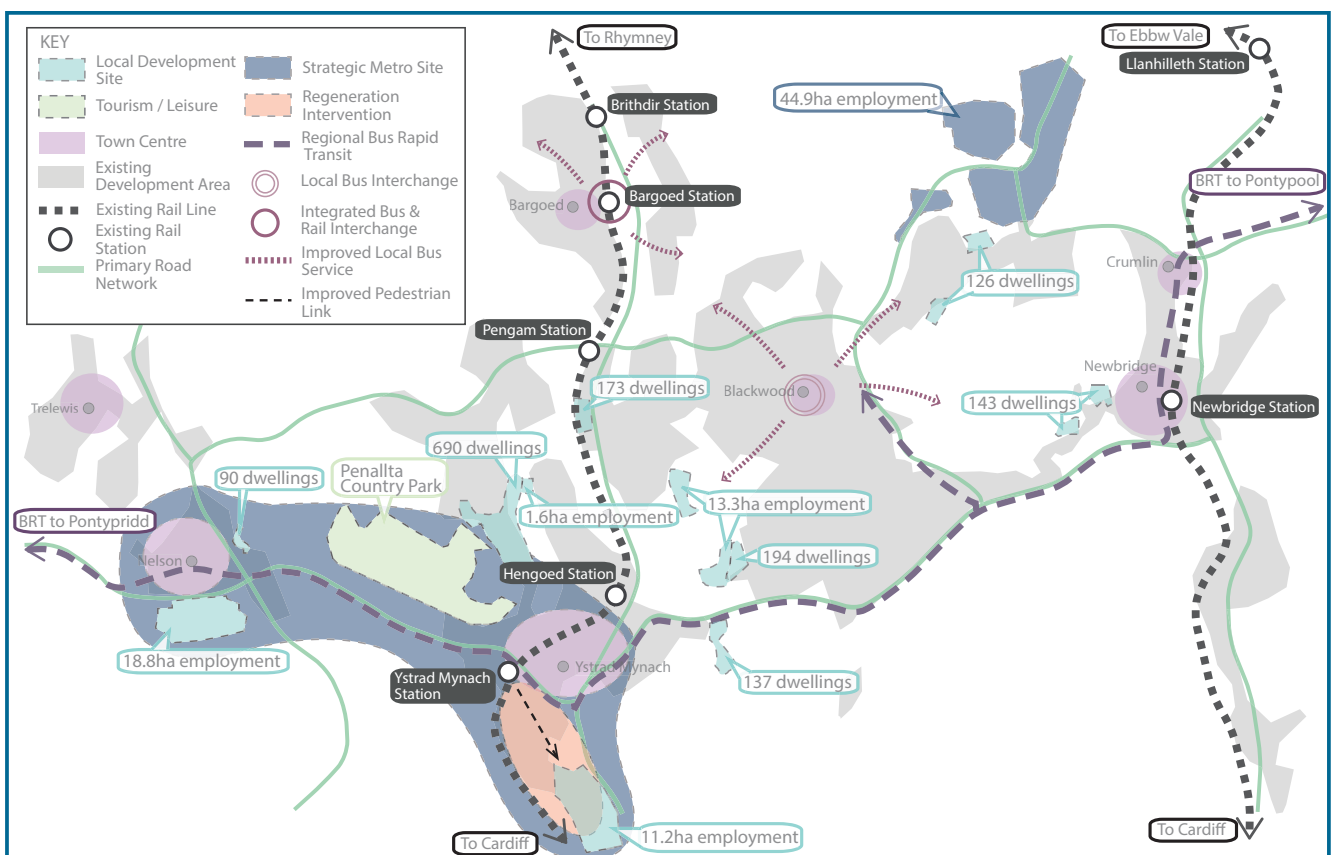 KEY
Local Development
Site
Tourism / Leisure
Town Centre
Existing
Development Area
Existing Rail Line
Existing Rail
Station
Primary Road
Network
Strategic Metro Site
Regeneration
Intervention
Regional Bus Rapid
Transit
Local Bus Interchange
Integrated Bus &
Rail Interchange
Improved Local Bus
Service
Improved Pedestrian
Link
To Rhymney
To Ebbw Vale
Llanhilleth Station
Brithdir Station
44.9ha employment
Bargoed Station
Bargoed
BRT to Pontypool
Crumlin
126 dwellings
Pengam Station
Newbridge
173 dwellings
Blackwood
143 dwellings
Newbridge Station
Trelewis
690 dwellings
Penallta
Country Park
90 dwellings
1.6ha employment
13.3ha employment
BRT to Pontypridd
Nelson
194 dwellings
Hengoed Station
18.8ha employment
Ystrad Mynach
Station
Ystrad Mynach
137 dwellings
To Cardiff
11.2ha employment
To Cardiff